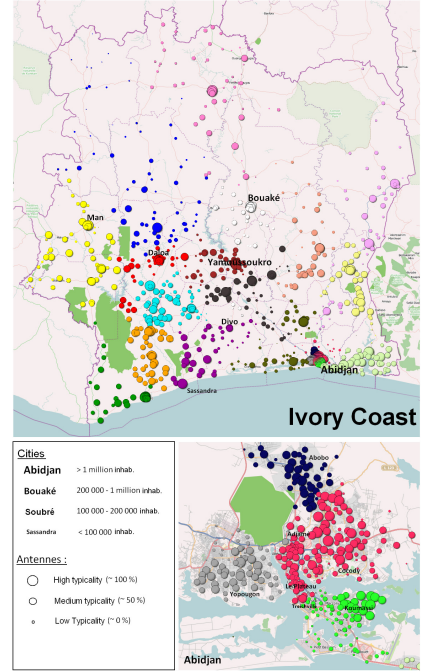 Bouaké
Man
Daloa
Yamoussoukro
Divo
Abidjan
Sassandra
Ivory Coast
Cities
Abidjan > 1 million inhab.
Bouaké 200 000 - 1 million inhab.
Soubré 100 000 - 200 000 inhab.
Sassandra < 100 000 inhab.
Antennes :
High typicality (~ 100 %)
Medium typicality (~ 50 %)
Low Typicality (~ 0 %)
Abobo
Adjame
Cocody
Le Plateau
Yopougon
Treichville
Koumassi
Abidjan